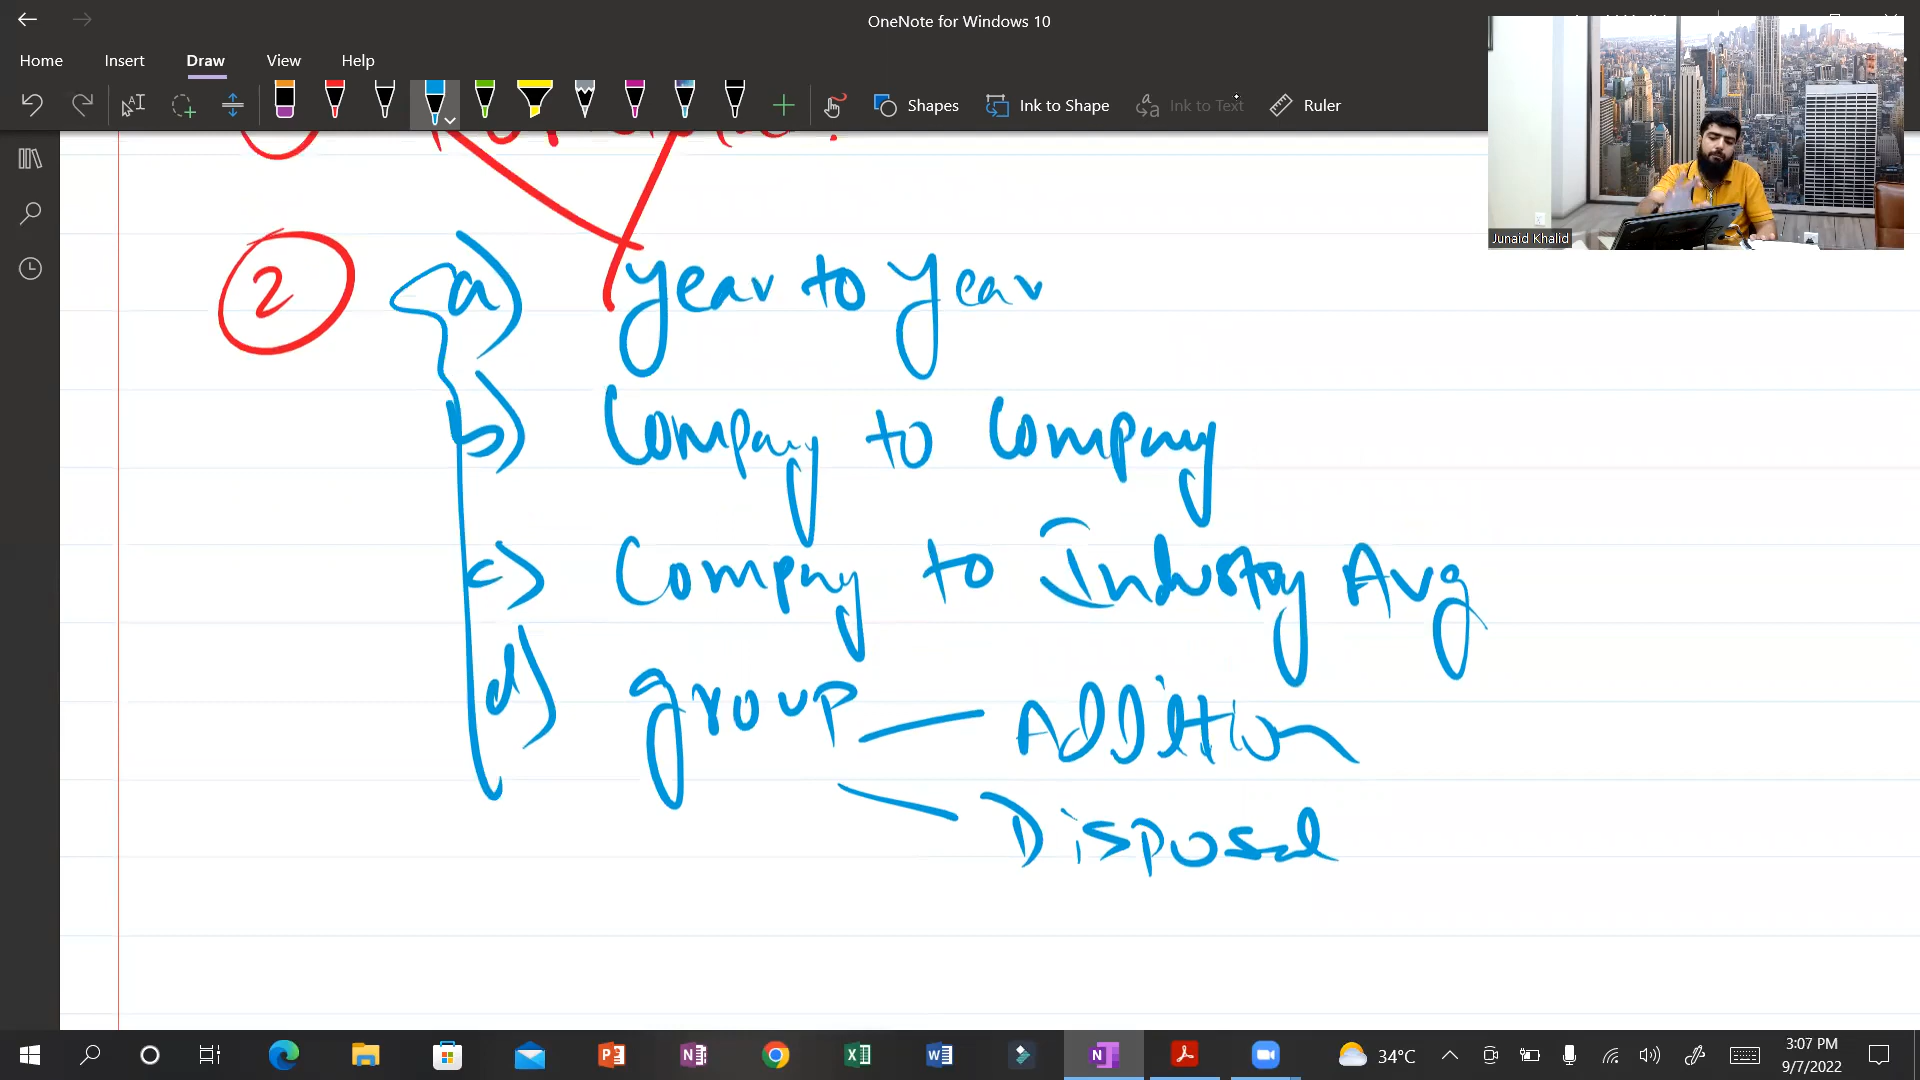 OneNote for Windows 10
Home Insert Draw View Help
Shapes Ink to Shape Ink to Text Ruler
Junaid Khalid
2 a) year to year
b) Company to Company
c) Company to Industry Avg
d) group — Addition
Disposal
34°C
3:07 PM
9/7/2022